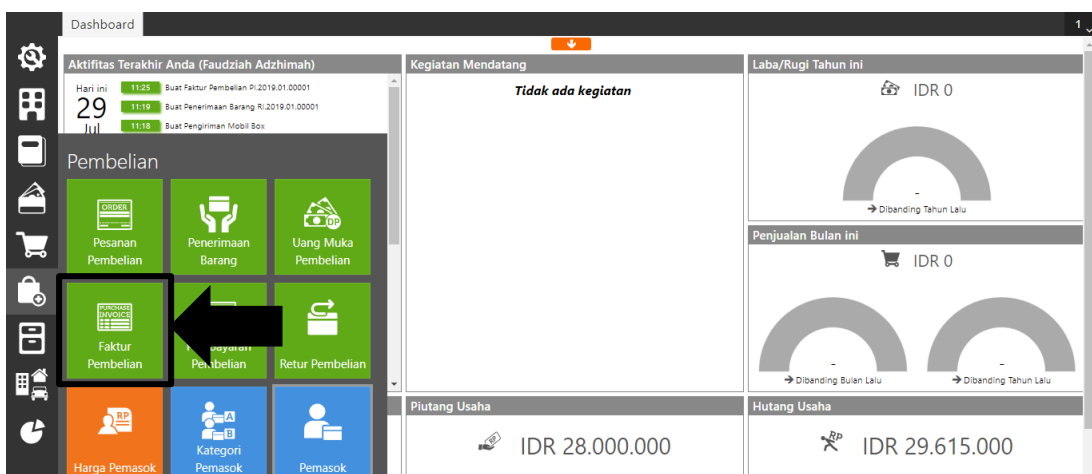 Dashboard
1
Aktifitas Terakhir Anda (Faudziah Adzhimah)
Hari ini
29
Jul
11:25 Buat Faktur Pembelian PI.2019.01.00001
11:19 Buat Penerimaan Barang RI.2019.01.00001
11:18 Buat Pengiriman Mobil Box
Kegiatan Mendatang
Tidak ada kegiatan
Laba/Rugi Tahun ini
IDR 0
-
→ Dibanding Tahun Lalu
Pembelian
ORDER
Pesanan
Pembelian
Penerimaan
Barang
DP
Uang Muka
Pembelian
PURCHASE
INVOICE
Faktur
Pembelian
Pembelian
Retur Pembelian
RP
Harga Pemasok
A
B
Kategori
Pemasok
Pemasok
Penjualan Bulan ini
IDR 0
-
→ Dibanding Bulan Lalu
-
→ Dibanding Tahun Lalu
Piutang Usaha
RP
IDR 28.000.000
Hutang Usaha
RP
IDR 29.615.000